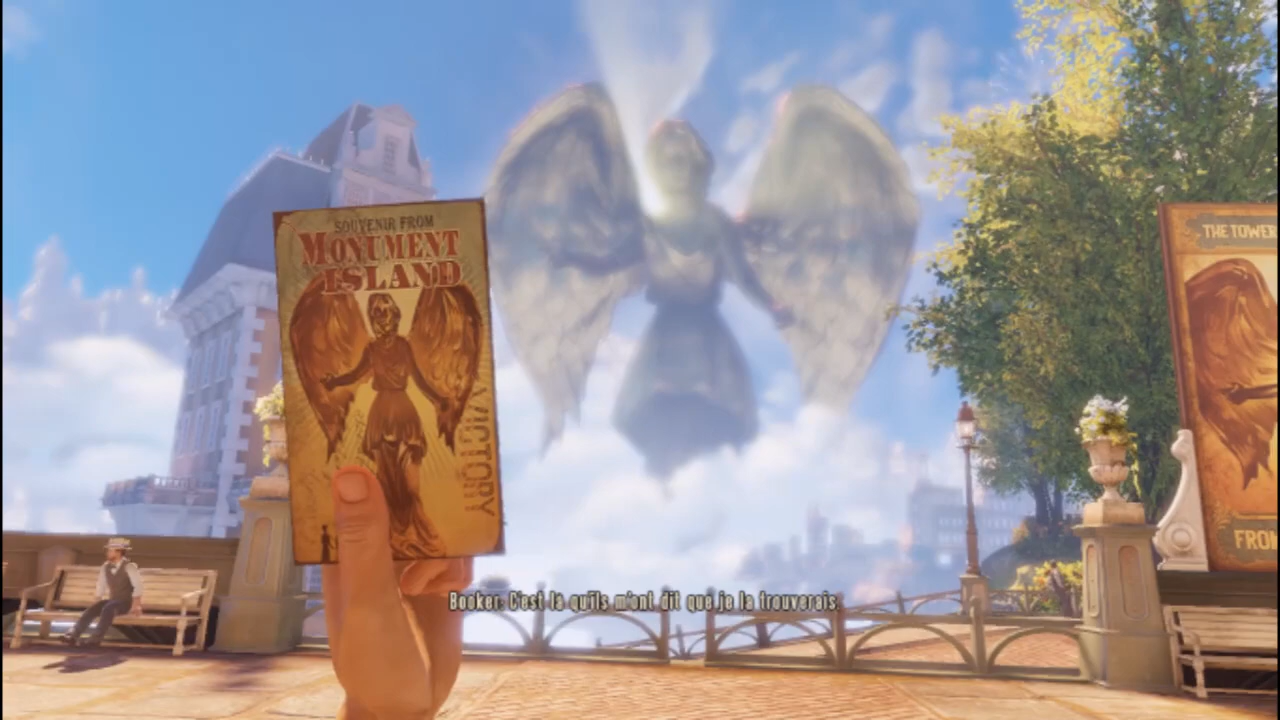 SOUVENIR FROM
MONUMENT
ISLAND
VICTORY
THE TOWER
FROM
Booker: C'est là qu'ils m'ont dit que je la trouverais.